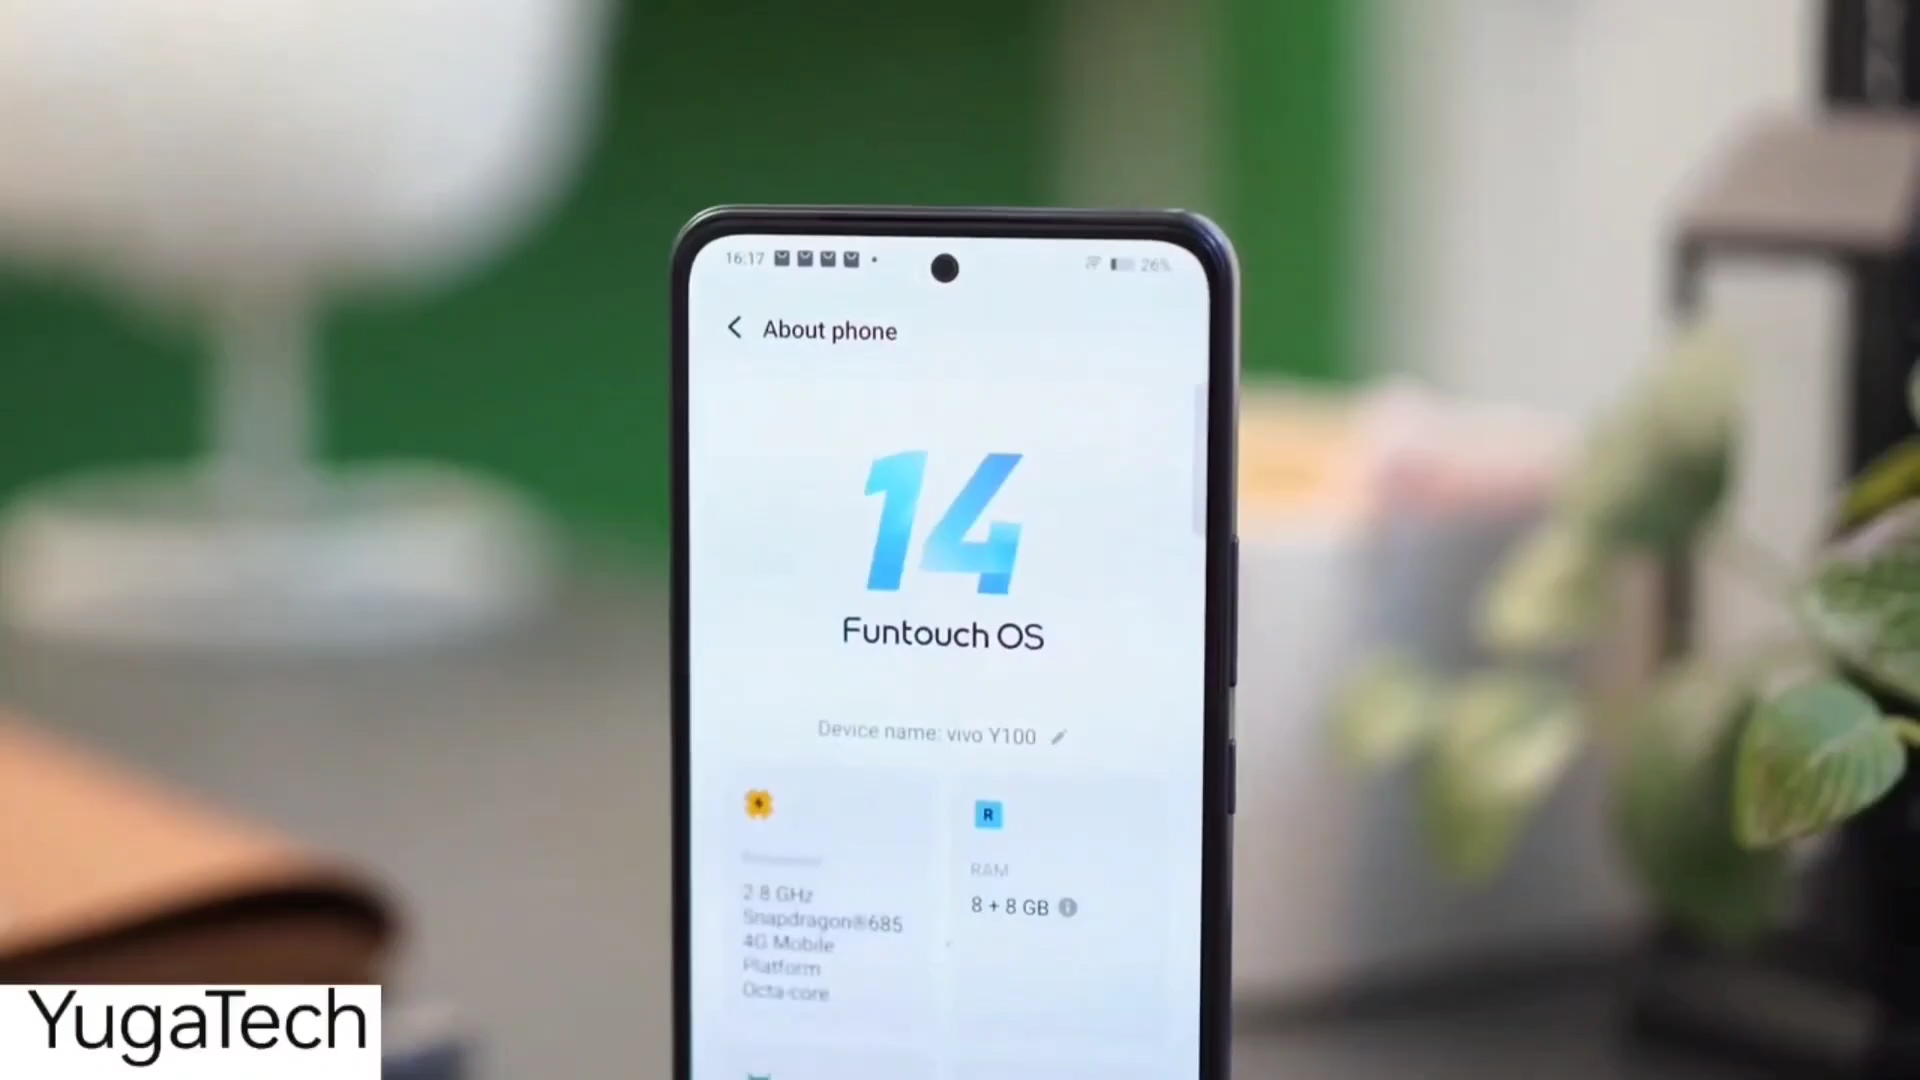 16:17
26%
About phone
14
Funtouch OS
Device name: vivo Y100
R
RAM
2.8 GHz
8 + 8 GB
Snapdragon®685
4G Mobile
Platform
Octa-core
YugaTech